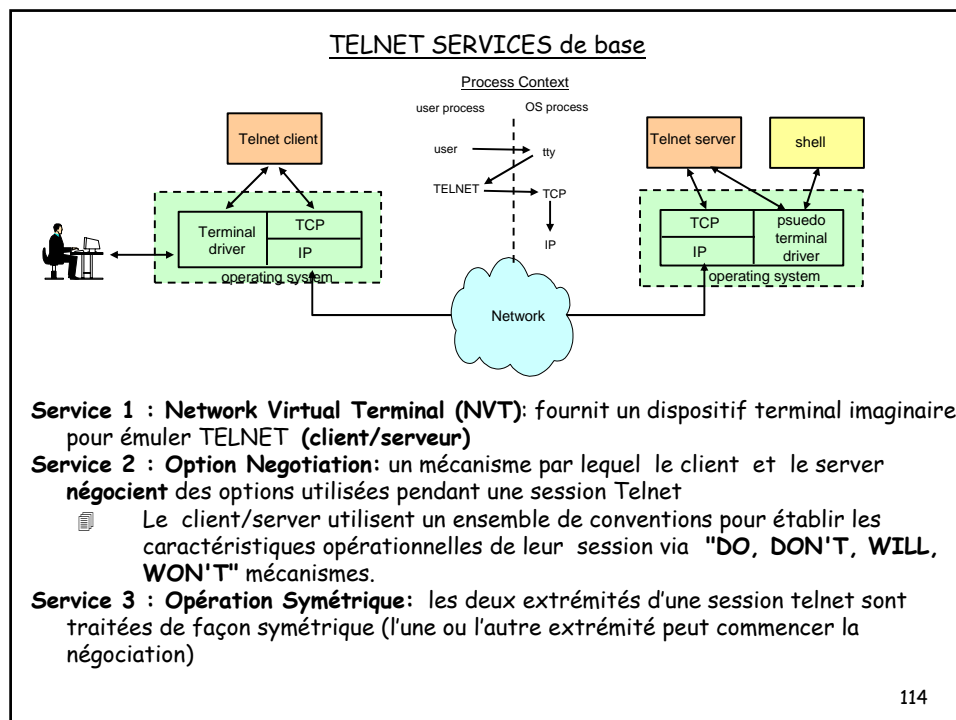 TELNET SERVICES de base
Process Context
user process
OS process
Telnet client
user
tty
TELNET
TCP
IP
Telnet server
shell
Terminal
driver
TCP
IP
operating system
TCP
IP
psuedo
terminal
driver
operating system
Network
Service 1 : Network Virtual Terminal (NVT): fournit un dispositif terminal imaginaire
pour émuler TELNET (client/serveur)
Service 2 : Option Negotiation: un mécanisme par lequel le client et le server
négocient des options utilisées pendant une session Telnet
Le client/server utilisent un ensemble de conventions pour établir les
caractéristiques opérationnelles de leur session via "DO, DON'T, WILL,
WON'T" mécanismes.
Service 3 : Opération Symétrique: les deux extrémités d'une session telnet sont
traitées de façon symétrique (l'une ou l'autre extrémité peut commencer la
négociation)
114